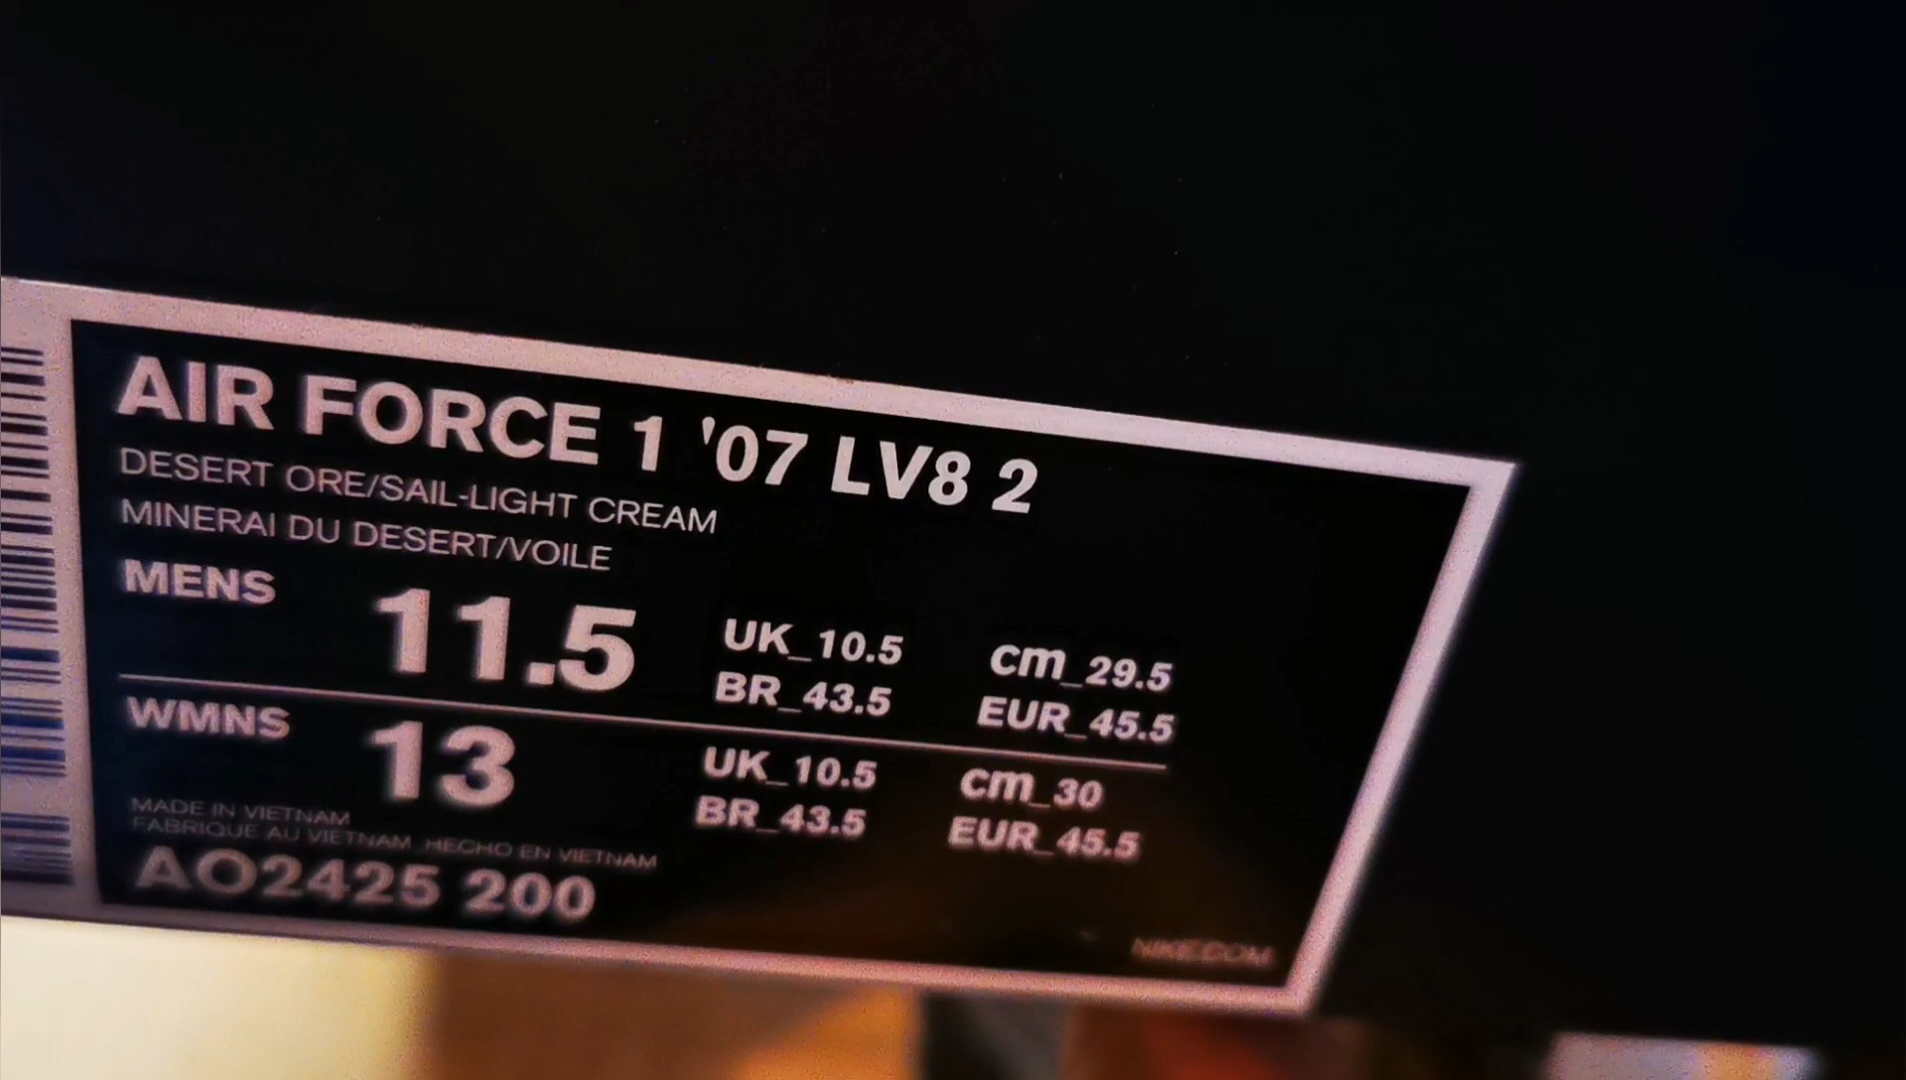 AIR FORCE 1 '07 LV8 2
DESERT ORE/SAIL-LIGHT CREAM
MINERAI DU DESERT/VOILE
MENS 11.5 UK_10.5 cm_29.5
BR_43.5 EUR_45.5
WMNS 13 UK_10.5 cm_30
BR_43.5 EUR_45.5
MADE IN VIETNAM
FABRIQUE AU VIETNAM HECHO EN VIETNAM
AO2425 200
NIKE.COM